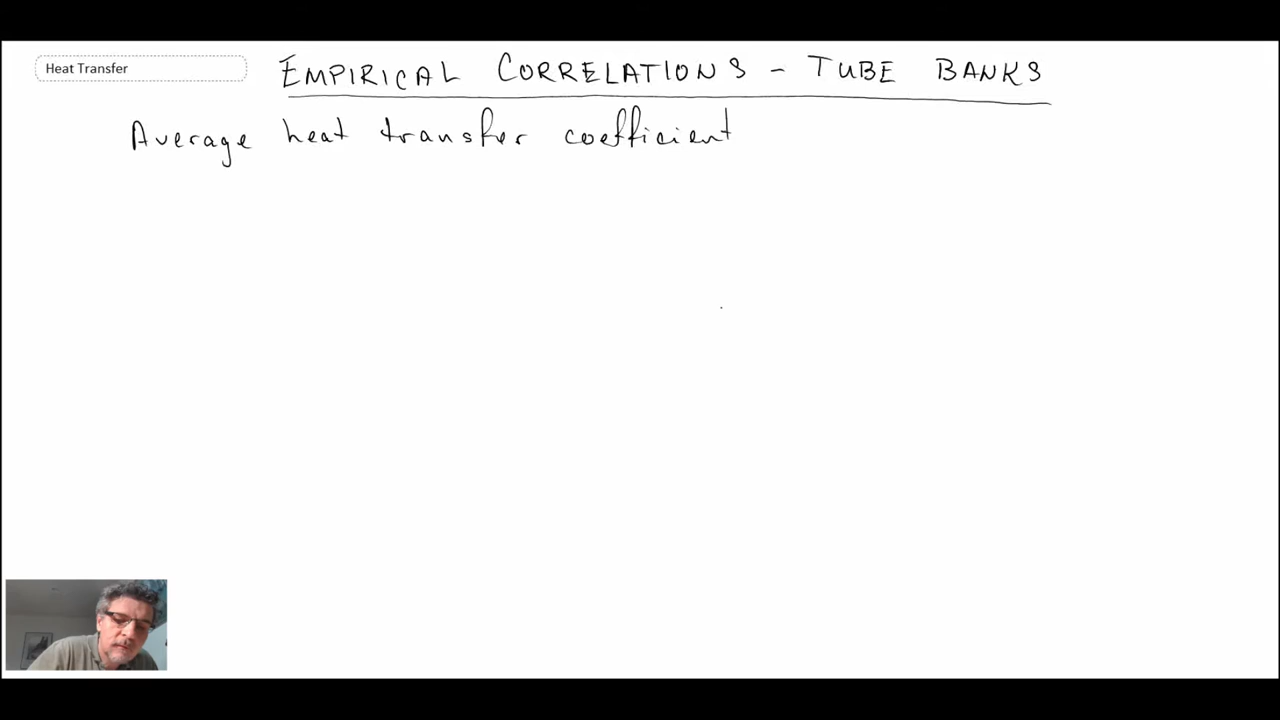 Heat Transfer
EMPIRICAL CORRELATIONS - TUBE BANKS
Average heat transfer coefficient